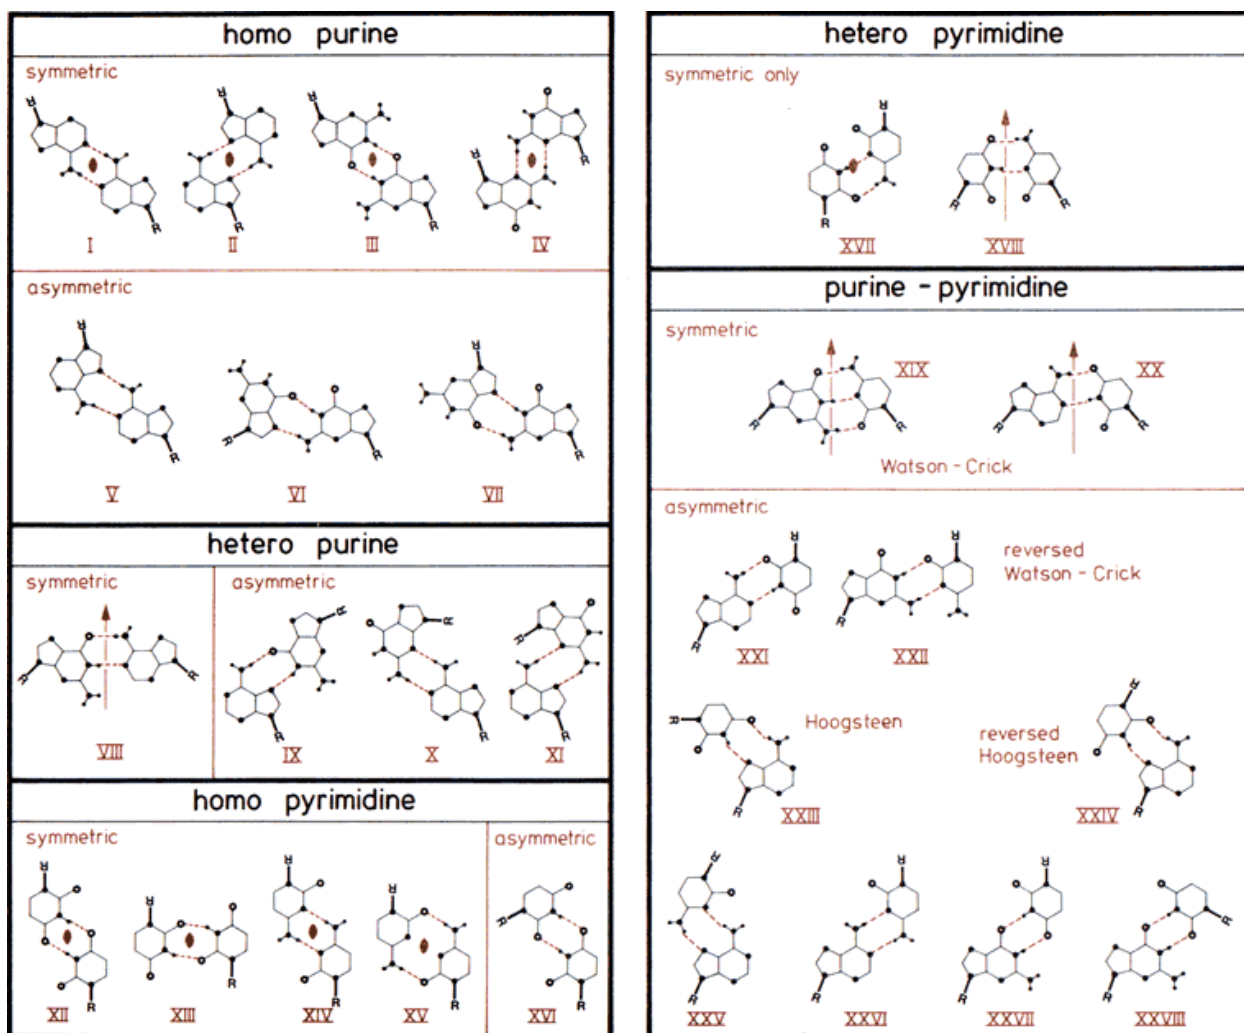 homo purine
symmetric
R R R
R
R R R R
I II III IV
asymmetric
R R
R
R R R
V VI VII
hetero purine
symmetric
asymmetric
R R
R R R
R R R
VIII IX X XI
homo pyrimidine
symmetric
asymmetric
R R R
R R
R R R R R
XII XIII XIV XV XVI
hetero pyrimidine
symmetric only
R
R R R
XVII XVIII
purine - pyrimidine
symmetric
XIX XX
R R R R
Watson - Crick
asymmetric
R R
reversed
Watson - Crick
R R
XXI XXII
R
Hoogsteen
R
reversed
Hoogsteen
R R
XXIII XXIV
R R R
R
R R R R
XXV XXVI XXVII XXVIII